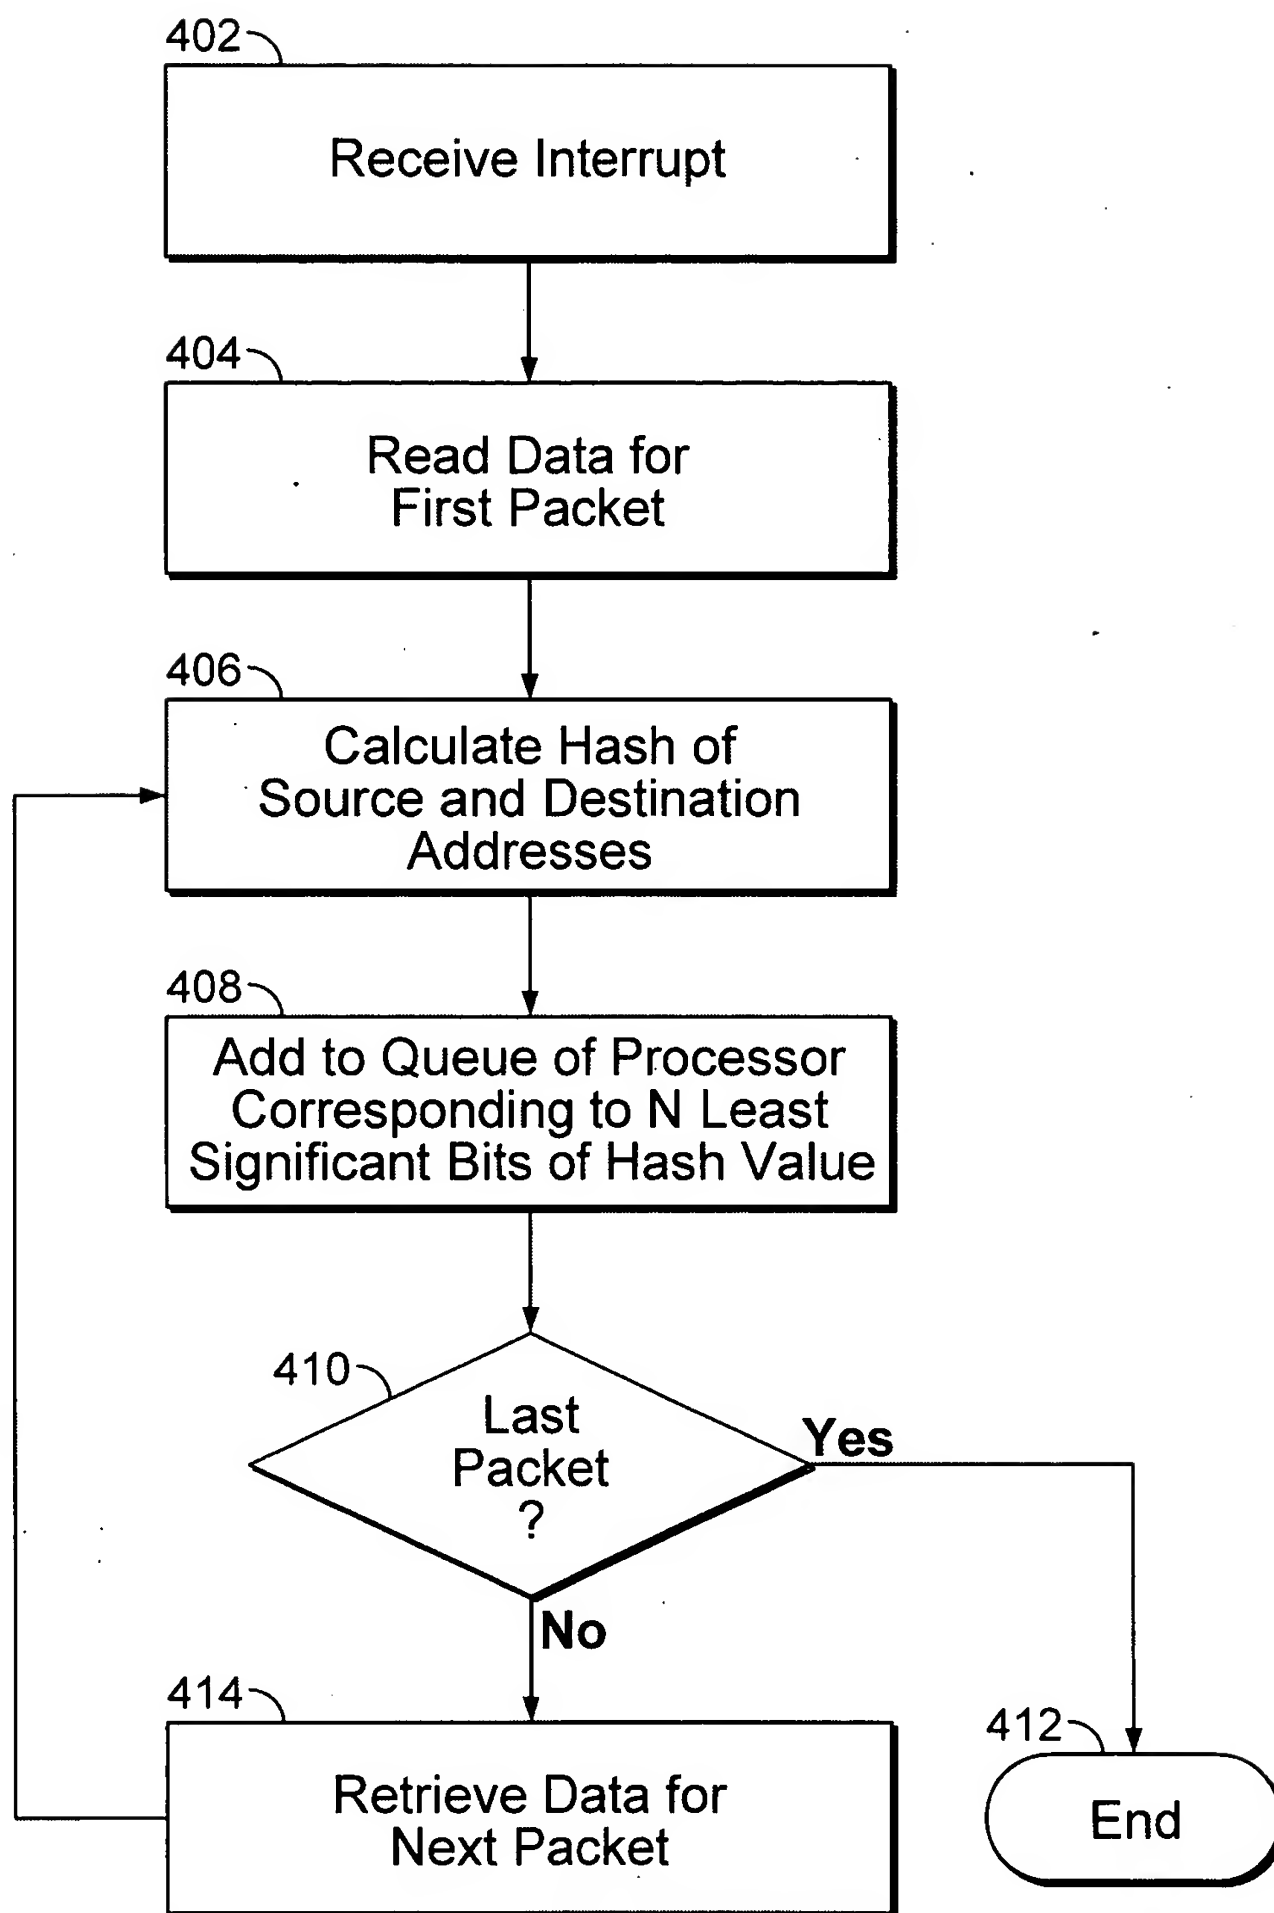 402
Receive Interrupt
404
Read Data for
First Packet
406
Calculate Hash of
Source and Destination
Addresses
408
Add to Queue of Processor
Corresponding to N Least
Significant Bits of Hash Value
410
Last
Packet
?
Yes
No
414
Retrieve Data for
Next Packet
412
End